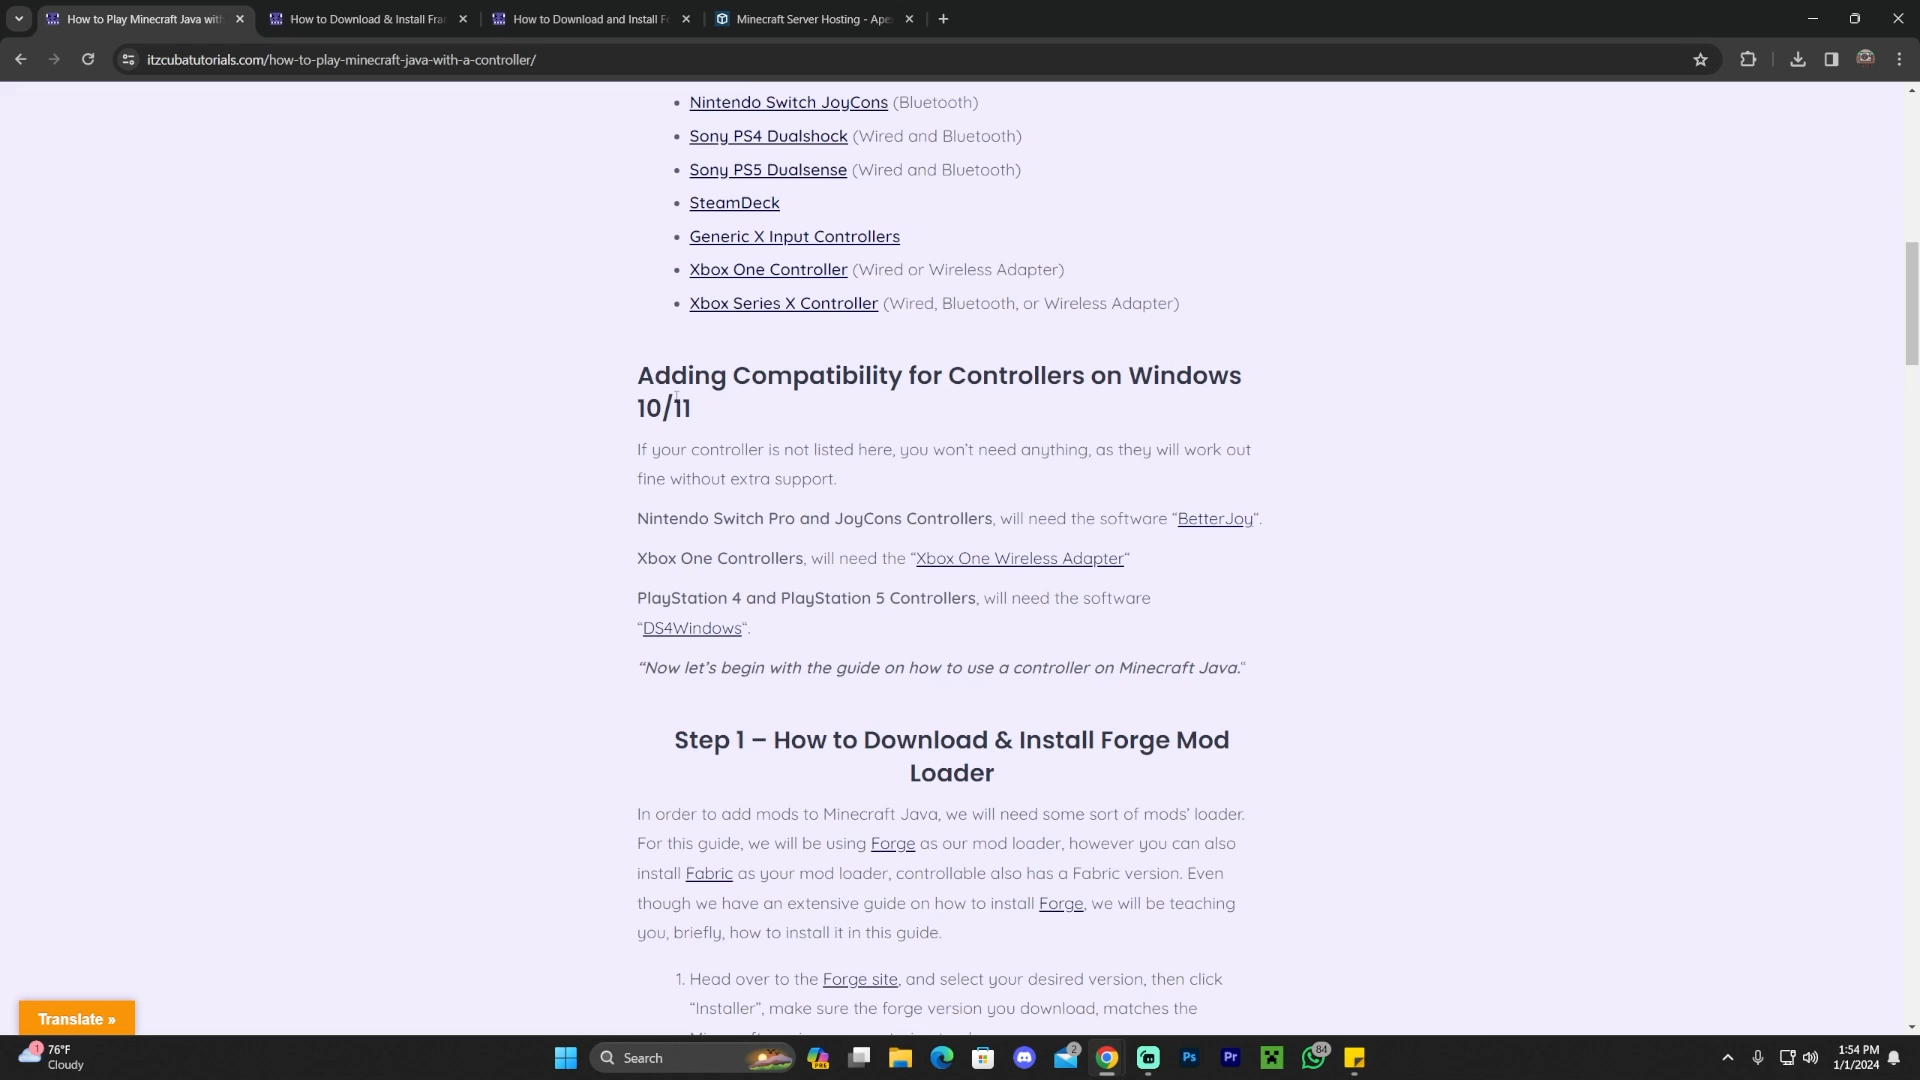 How to Play Minecraft Java with
How to Download & Install Fra
How to Download and Install Fo
Minecraft Server Hosting - Ape
itzcubatutorials.com/how-to-play-minecraft-java-with-a-controller/
• Nintendo Switch JoyCons (Bluetooth)
• Sony PS4 Dualshock (Wired and Bluetooth)
• Sony PS5 Dualsense (Wired and Bluetooth)
• SteamDeck
• Generic X Input Controllers
• Xbox One Controller (Wired or Wireless Adapter)
• Xbox Series X Controller (Wired, Bluetooth, or Wireless Adapter)
Adding Compatibility for Controllers on Windows
10/11
If your controller is not listed here, you won’t need anything, as they will work out
fine without extra support.
Nintendo Switch Pro and JoyCons Controllers, will need the software “BetterJoy“.
Xbox One Controllers, will need the “Xbox One Wireless Adapter“
PlayStation 4 and PlayStation 5 Controllers, will need the software
“DS4Windows“.
“Now let’s begin with the guide on how to use a controller on Minecraft Java.“
Step 1 – How to Download & Install Forge Mod
Loader
In order to add mods to Minecraft Java, we will need some sort of mods’ loader.
For this guide, we will be using Forge as our mod loader, however you can also
install Fabric as your mod loader, controllable also has a Fabric version. Even
though we have an extensive guide on how to install Forge, we will be teaching
you, briefly, how to install it in this guide.
1. Head over to the Forge site, and select your desired version, then click
“Installer”, make sure the forge version you download, matches the
Translate »
1
76°F
Cloudy
Search
PRE
2
Ps
Pr
84
1:54 PM
1/1/2024